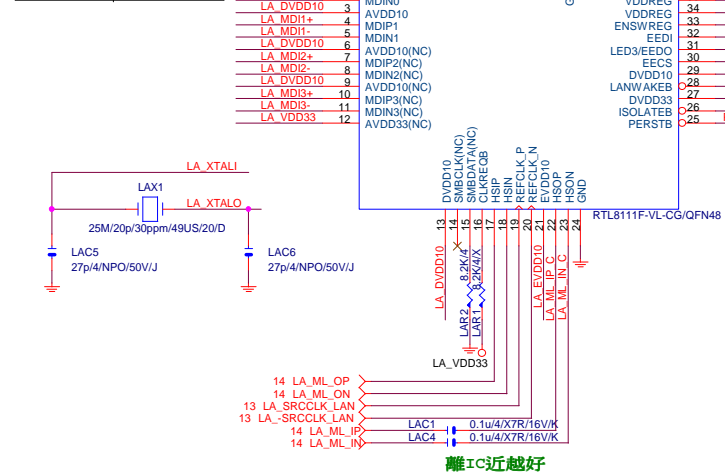 MDIN0
LA_DVDD10 3 AVDD10
LA_MDI1+ 4 MDIP1
LA_MDI1- 5 MDIN1
LA_DVDD10 6 AVDD10(NC)
LA_MDI2+ 7 MDIP2(NC)
LA_MDI2- 8 MDIN2(NC)
LA_DVDD10 9 AVDD10(NC)
LA_MDI3+ 10 MDIP3(NC)
LA_MDI3- 11 MDIN3(NC)
LA_VDD33 12 AVDD33(NC)
VDDREG
VDDREG 34
ENSWREG 33
EEDI 32
LED3/EEDO 31
EECS 30
DVDD10 29
LANWAKEB 28
DVDD33 27
ISOLATEB 26
PERSTB 25
DVDD10 13
SMBCLK(NC) 14
SMBDATA(NC) 15
CLKREQB 16
HSIP 17
HSIN 18
REFCLK_P 19
REFCLK_N 20
EVDD10 21
HSOP 22
HSON 23
GND 24
RTL8111F-VL-CG/QFN48
LA_XTALI
LAX1
LA_XTALO
25M/20p/30ppm/49US/20/D
LAC5
27p/4/NPO/50V/J
LAC6
27p/4/NPO/50V/J
LA_DVDD10
LAR2 8.2K/4
LAR1 8.2K/4/X
LA_EVDD10
LA_ML_IP_C
LA_ML_IN_C
LA_VDD33
14 LA_ML_OP
14 LA_ML_ON
13 LA_SRCCLK_LAN
13 LA_-SRCCLK_LAN
14 LA_ML_IP LAC1 0.1u/4/X7R/16V/K
14 LA_ML_IN LAC4 0.1u/4/X7R/16V/K
離IC近越好